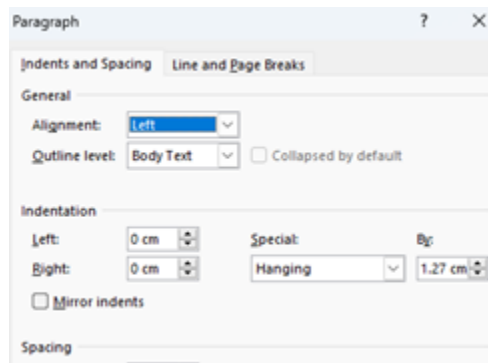 Paragraph ? ×
Indents and Spacing Line and Page Breaks
General
Alignment: Left
Outline level: Body Text Collapsed by default
Indentation
Left: 0 cm Special: By:
Right: 0 cm Hanging 1.27 cm
Mirror indents
Spacing